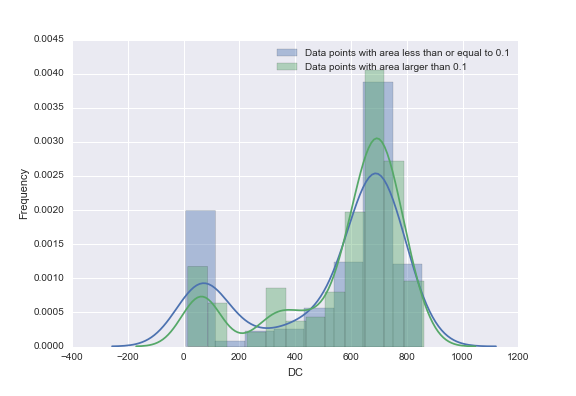 0.0045
0.0040
0.0035
0.0030
0.0025
0.0020
0.0015
0.0010
0.0005
0.0000
Frequency
Data points with area less than or equal to 0.1
Data points with area larger than 0.1
−400 −200 0 200 400 600 800 1000 1200
DC